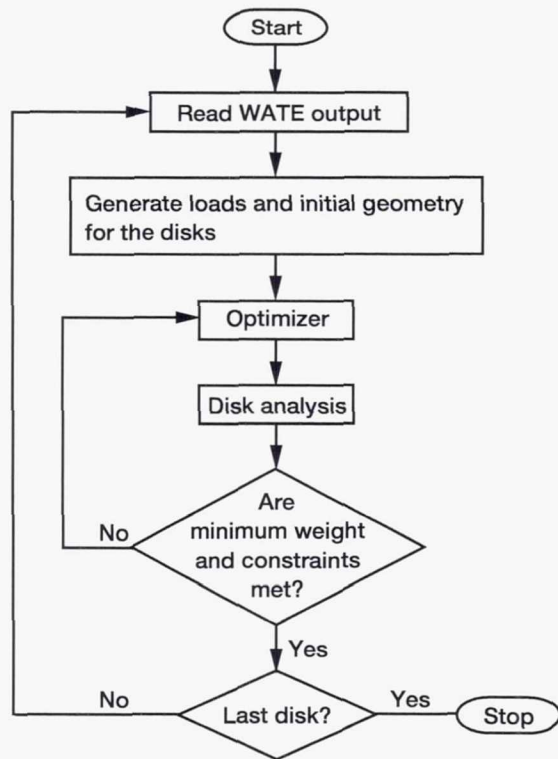 Start
Read WATE output
Generate loads and initial geometry
for the disks
Optimizer
Disk analysis
Are
minimum weight
and constraints
met?
No
Yes
Last disk?
No
Yes
Stop